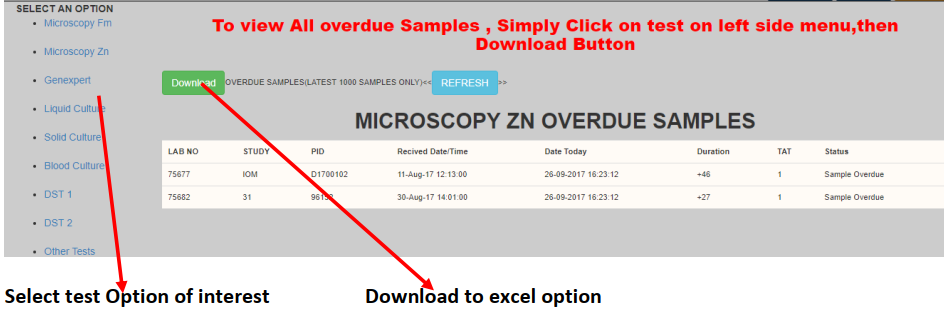 SELECT AN OPTION
Microscopy Fm
Microscopy Zn
Genexpert
Liquid Culture
Solid Culture
Blood Culture
DST 1
DST 2
Other Tests
To view All overdue Samples , Simply Click on test on left side menu,then
Download Button
Download OVERDUE SAMPLES(LATEST 1000 SAMPLES ONLY)<< REFRESH >>
MICROSCOPY ZN OVERDUE SAMPLES
LAB NO STUDY PID Recived Date/Time Date Today Duration TAT Status
75677 IOM D1700102 11-Aug-17 12:13:00 26-09-2017 16:23:12 +46 1 Sample Overdue
75682 31 30-Aug-17 14:01:00 26-09-2017 16:23:12 +27 1 Sample Overdue
Select test Option of interest
Download to excel option